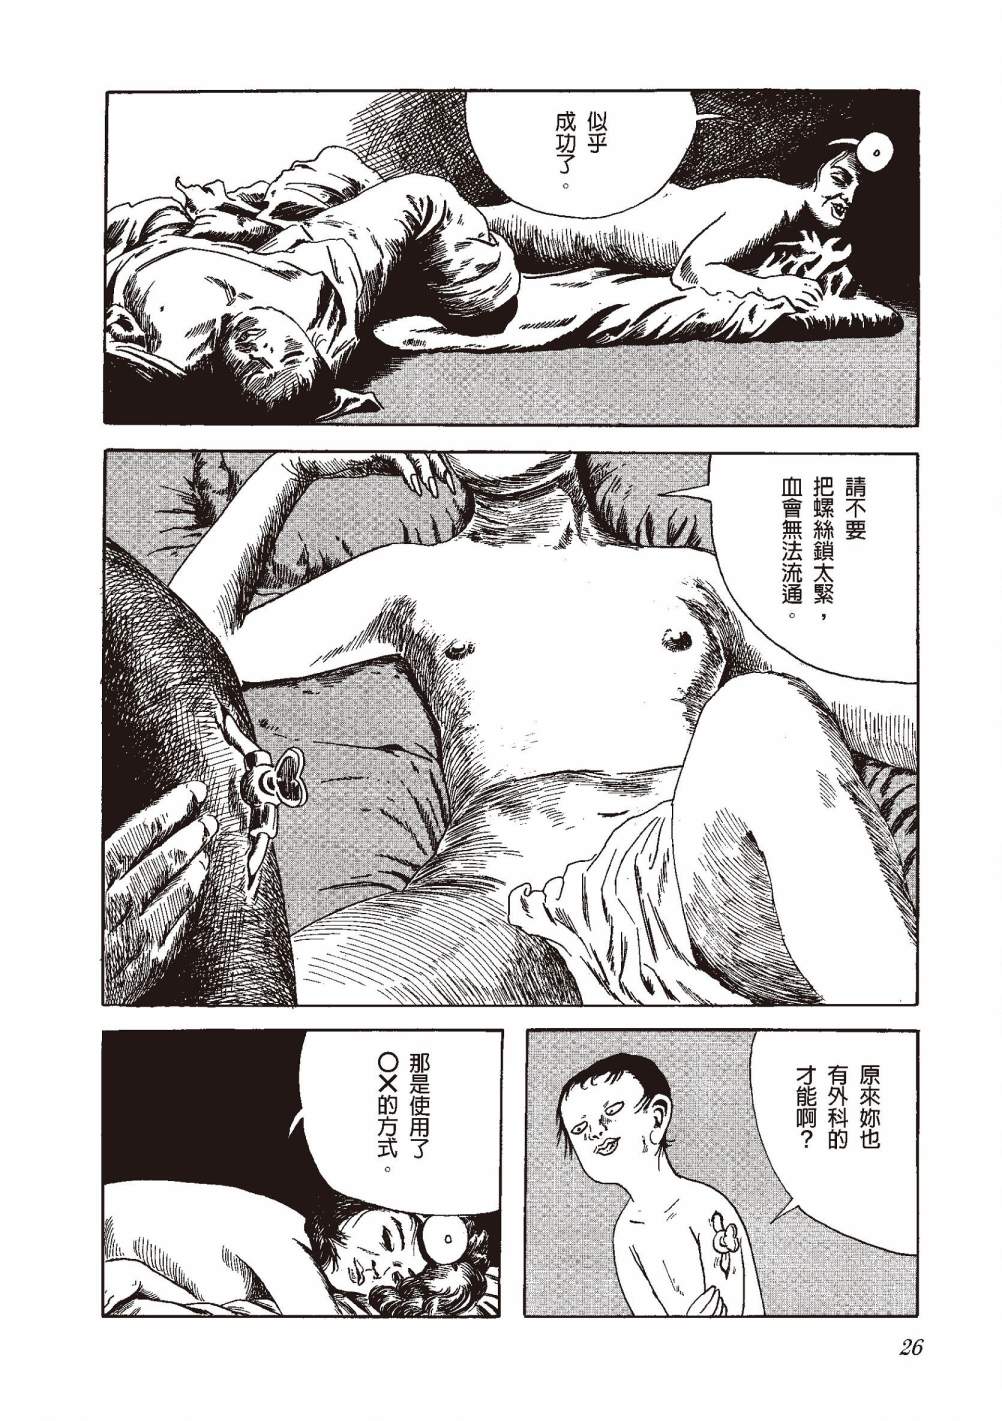 似乎
成功了。
請不要
把螺絲鎖太緊，
血會無法流通。
原來妳也
有外科的
才能啊？
那是使用了
○×的方式。
26